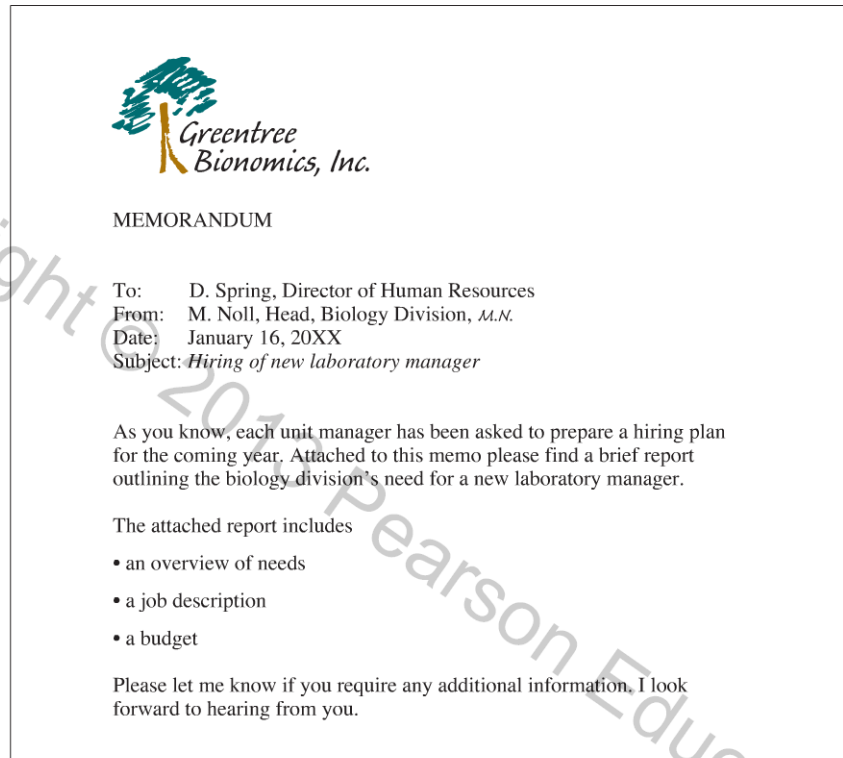 Greentree
Bionomics, Inc.
MEMORANDUM
To: D. Spring, Director of Human Resources
From: M. Noll, Head, Biology Division, M.N.
Date: January 16, 20XX
Subject: Hiring of new laboratory manager
As you know, each unit manager has been asked to prepare a hiring plan
for the coming year. Attached to this memo please find a brief report
outlining the biology division's need for a new laboratory manager.
The attached report includes
• an overview of needs
• a job description
• a budget
Please let me know if you require any additional information. I look
forward to hearing from you.
ight © 2013 Pearson Educ